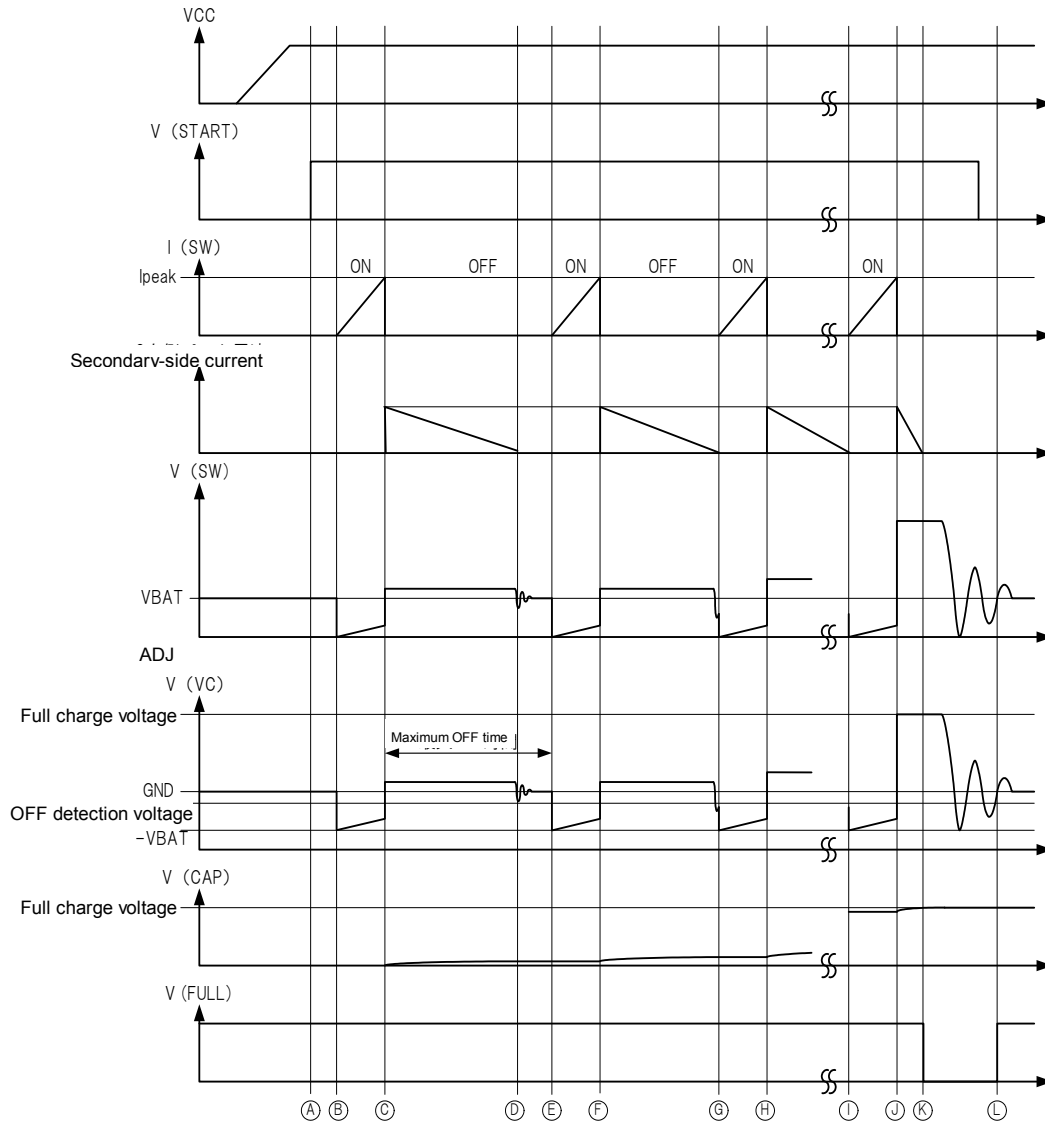 VCC
V (START)
I (SW)
Ipeak
ON OFF ON OFF ON ON
Secondary-side current
V (SW)
VBAT
ADJ
V (VC)
Full charge voltage
Maximum OFF time
GND
OFF detection voltage
-VBAT
V (CAP)
Full charge voltage
V (FULL)
A B C D E F G H I J K L